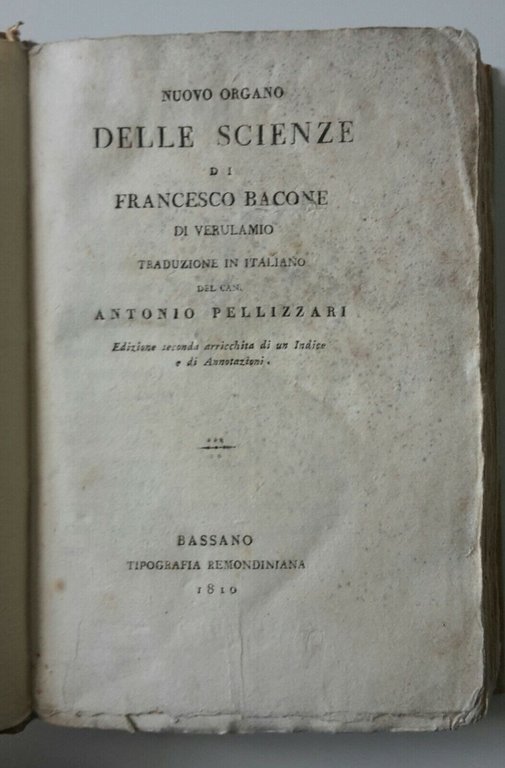 NUOVO ORGANO
DELLE SCIENZE
DI
FRANCESCO BACONE
DI VERULAMIO
TRADUZIONE IN ITALIANO
DEL CAN.
ANTONIO PELLIZZARI
Edizione seconda arricchita di un Indice
e di Annotazioni.
BASSANO
TIPOGRAFIA REMONDINIANA
1810